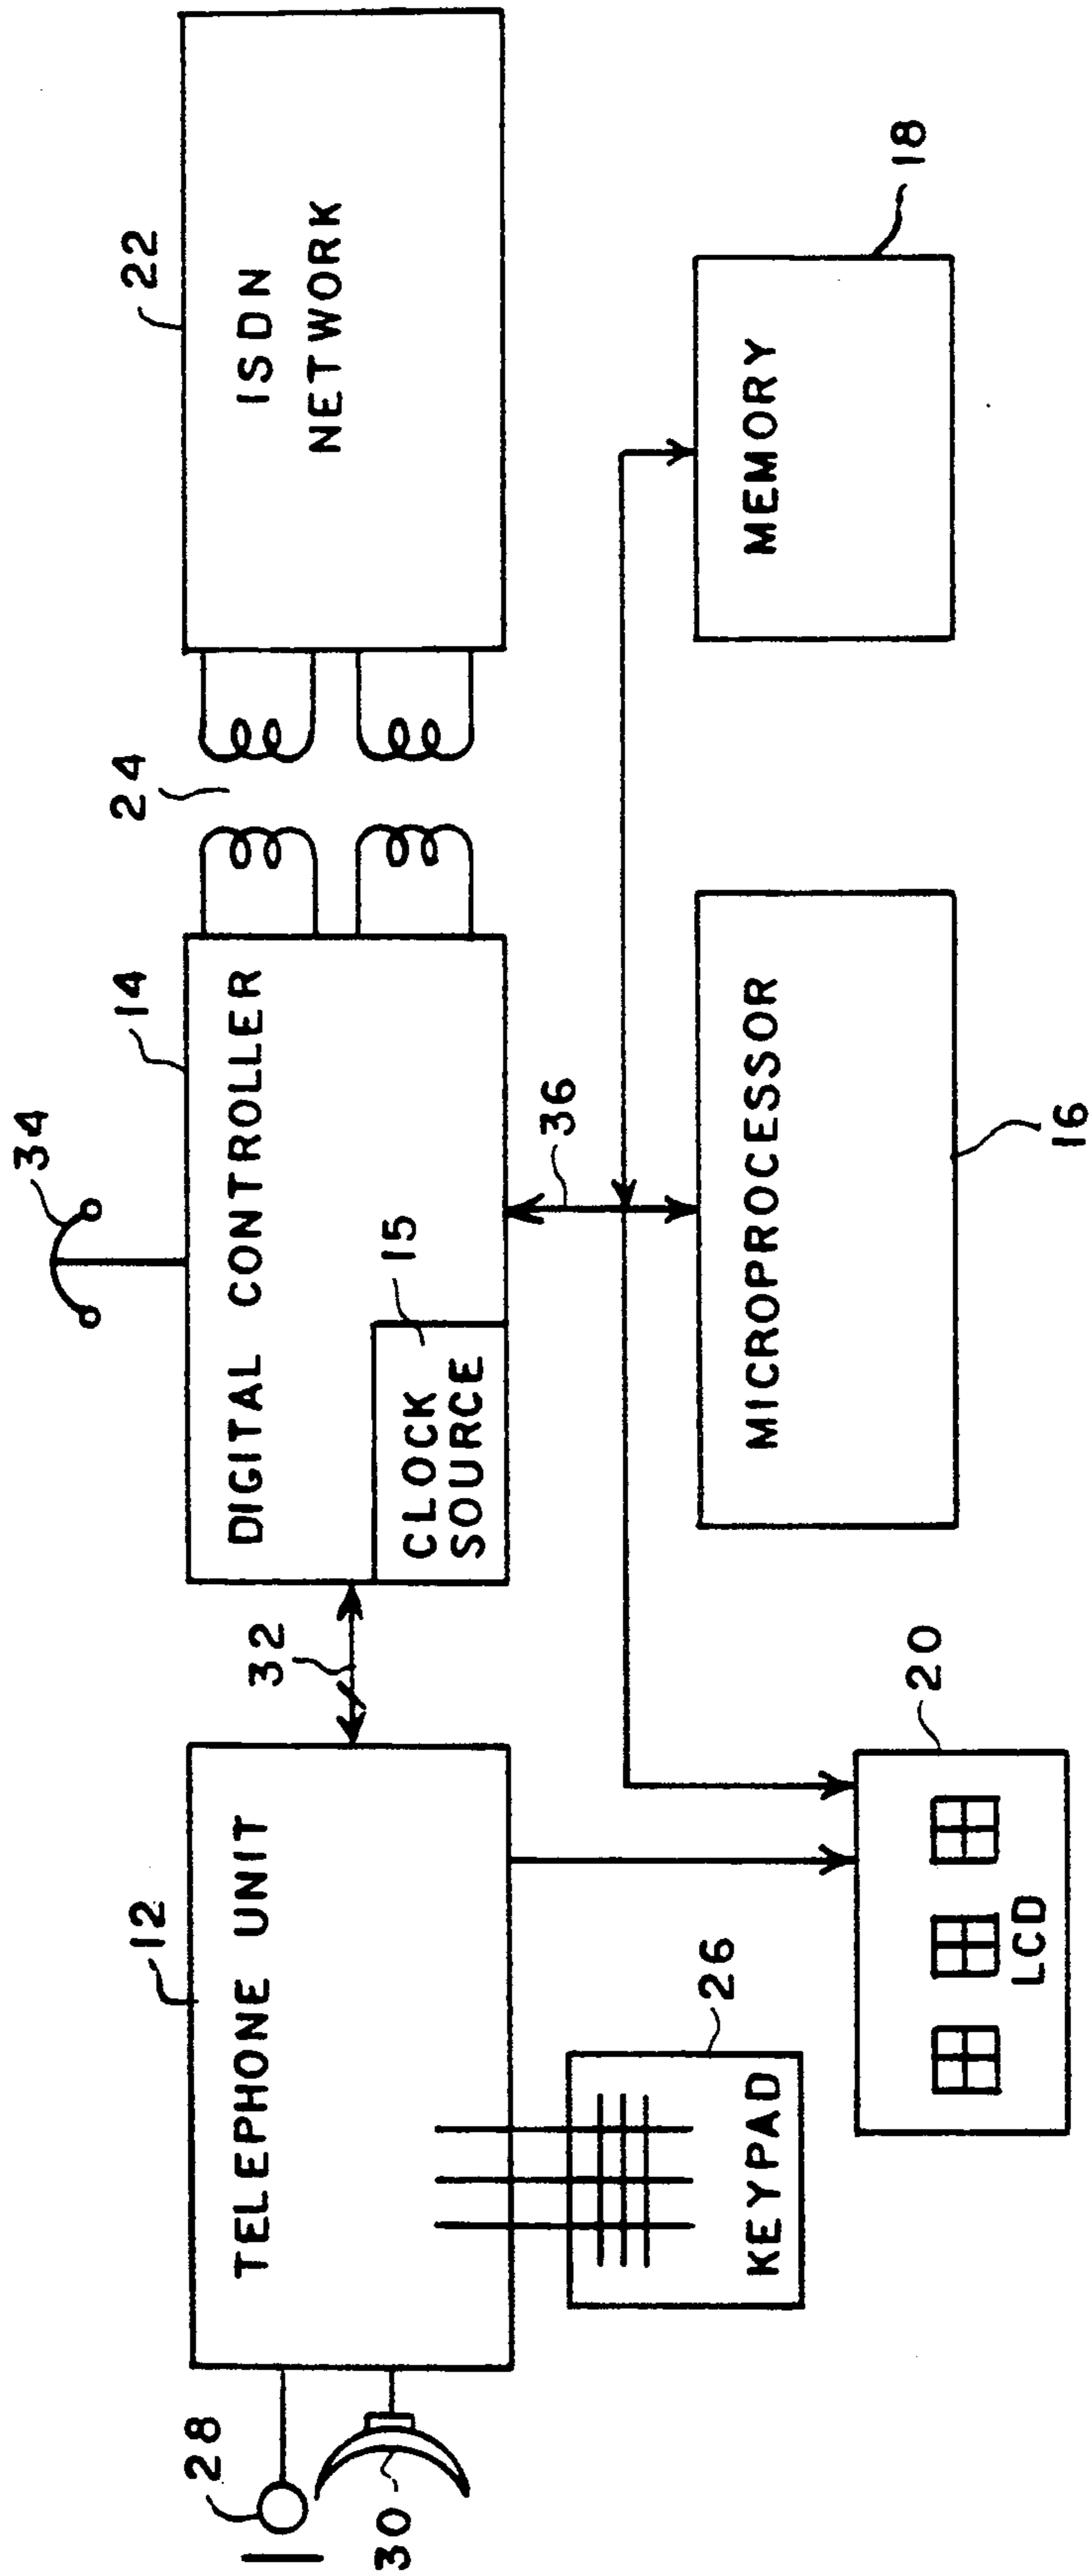 34
12
14
22
TELEPHONE UNIT
32
DIGITAL CONTROLLER
24
ISDN
NETWORK
28
30
15
CLOCK
SOURCE
36
KEYPAD
26
MICROPROCESSOR
16
MEMORY
18
LCD
20